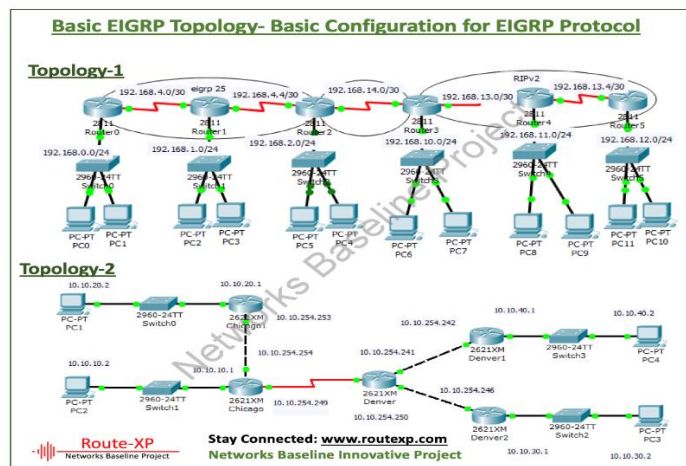 Basic EIGRP Topology- Basic Configuration for EIGRP Protocol
Topology-1
192.168.4.0/30
eigrp 25
192.168.4.4/30
192.168.14.0/30
192.168.13.0/30
RIPv2
192.168.13.4/30
2811
Router0
2811
Router1
2811
Router2
2811
Router3
2811
Router4
2811
Router5
192.168.0.0/24
192.168.1.0/24
192.168.2.0/24
192.168.10.0/24
192.168.11.0/24
192.168.12.0/24
2960-24TT
Switch0
2960-24TT
Switch1
2960-24TT
2960-24TT
2960-24TT
2960-24TT
PC-PT
PC0
PC-PT
PC1
PC-PT
PC2
PC-PT
PC3
PC-PT
PC5
PC-PT
PC4
PC-PT
PC6
PC-PT
PC7
PC-PT
PC8
PC-PT
PC9
PC-PT
PC11
PC-PT
PC10
Topology-2
10.10.20.2
PC-PT
PC1
2960-24TT
Switch0
10.10.20.1
2621XM
Chicago1
10.10.254.253
10.10.254.254
10.10.10.2
PC-PT
PC2
2960-24TT
Switch1
10.10.10.1
2621XM
Chicago
10.10.254.249
10.10.254.250
2621XM
Denver
10.10.254.241
10.10.254.242
10.10.254.246
2621XM
Denver1
10.10.40.1
2960-24TT
Switch3
10.10.40.2
PC-PT
PC4
2621XM
Denver2
10.10.30.1
2960-24TT
Switch2
PC-PT
PC3
10.10.30.2
Networks Baseline Project
Route-XP
Networks Baseline Project
Stay Connected: www.routexp.com
Networks Baseline Innovative Project